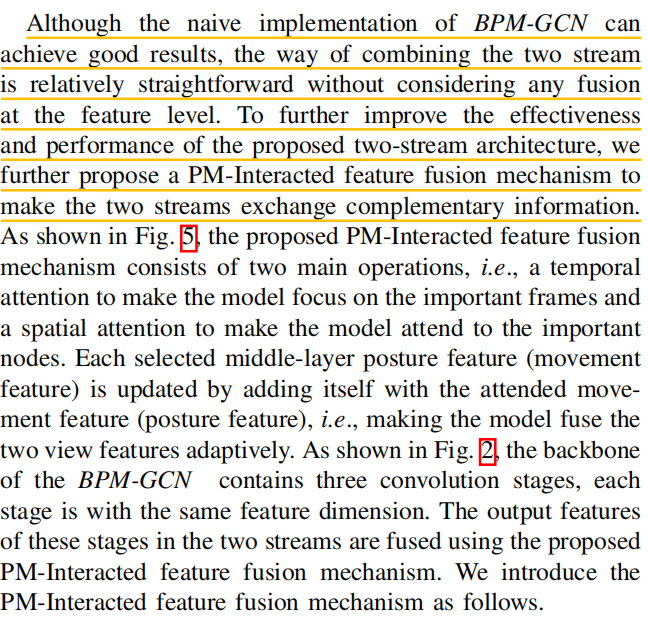 Although the naive implementation of BPM-GCN can
achieve good results, the way of combining the two stream
is relatively straightforward without considering any fusion
at the feature level. To further improve the effectiveness
and performance of the proposed two-stream architecture, we
further propose a PM-Interacted feature fusion mechanism to
make the two streams exchange complementary information.
As shown in Fig. 5, the proposed PM-Interacted feature fusion
mechanism consists of two main operations, i.e., a temporal
attention to make the model focus on the important frames and
a spatial attention to make the model attend to the important
nodes. Each selected middle-layer posture feature (movement
feature) is updated by adding itself with the attended move-
ment feature (posture feature), i.e., making the model fuse the
two view features adaptively. As shown in Fig. 2, the backbone
of the BPM-GCN contains three convolution stages, each
stage is with the same feature dimension. The output features
of these stages in the two streams are fused using the proposed
PM-Interacted feature fusion mechanism. We introduce the
PM-Interacted feature fusion mechanism as follows.